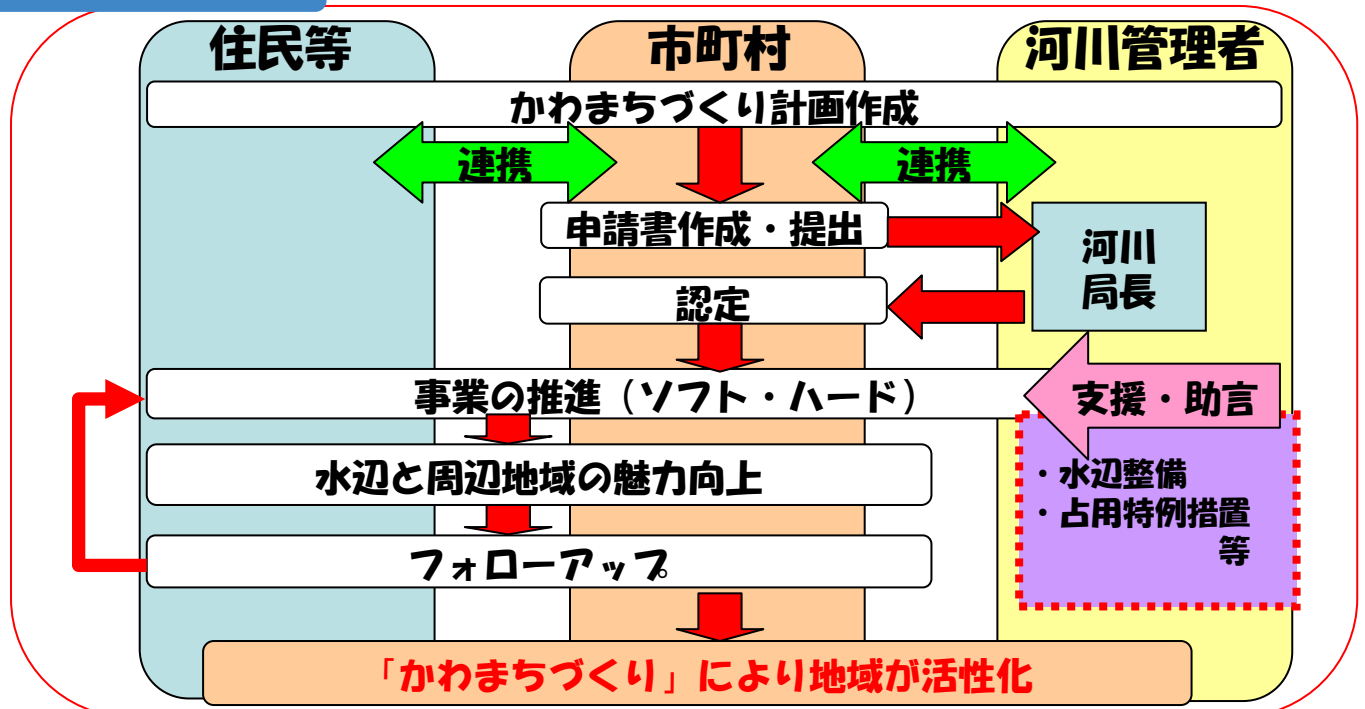 住民等
市町村
河川管理者
かわまちづくり計画作成
連携
連携
申請書作成・提出
河川
局長
認定
事業の推進（ソフト・ハード）
支援・助言
水辺と周辺地域の魅力向上
・水辺整備
・占用特例措置
等
フォローアップ。
「かわまちづくり」により地域が活性化